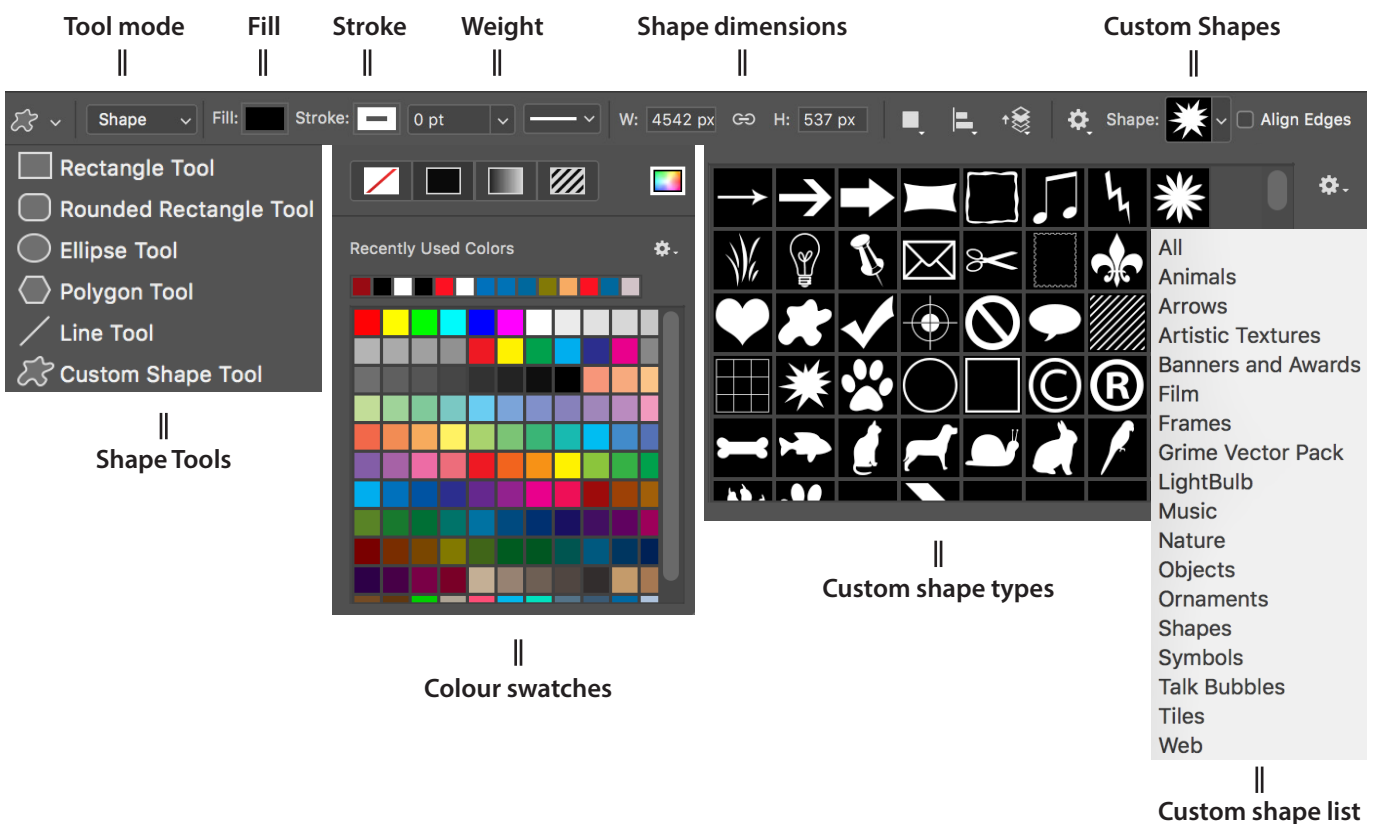 Tool mode Fill Stroke Weight Shape dimensions Custom Shapes
Shape Fill: Stroke: 0 pt W: 4542 px H: 537 px Shape: Align Edges
Rectangle Tool
Rounded Rectangle Tool
Ellipse Tool
Polygon Tool
Line Tool
Custom Shape Tool
Shape Tools
Recently Used Colors
Colour swatches
C R
Custom shape types
All
Animals
Arrows
Artistic Textures
Banners and Awards
Film
Frames
Grime Vector Pack
LightBulb
Music
Nature
Objects
Ornaments
Shapes
Symbols
Talk Bubbles
Tiles
Web
Custom shape list